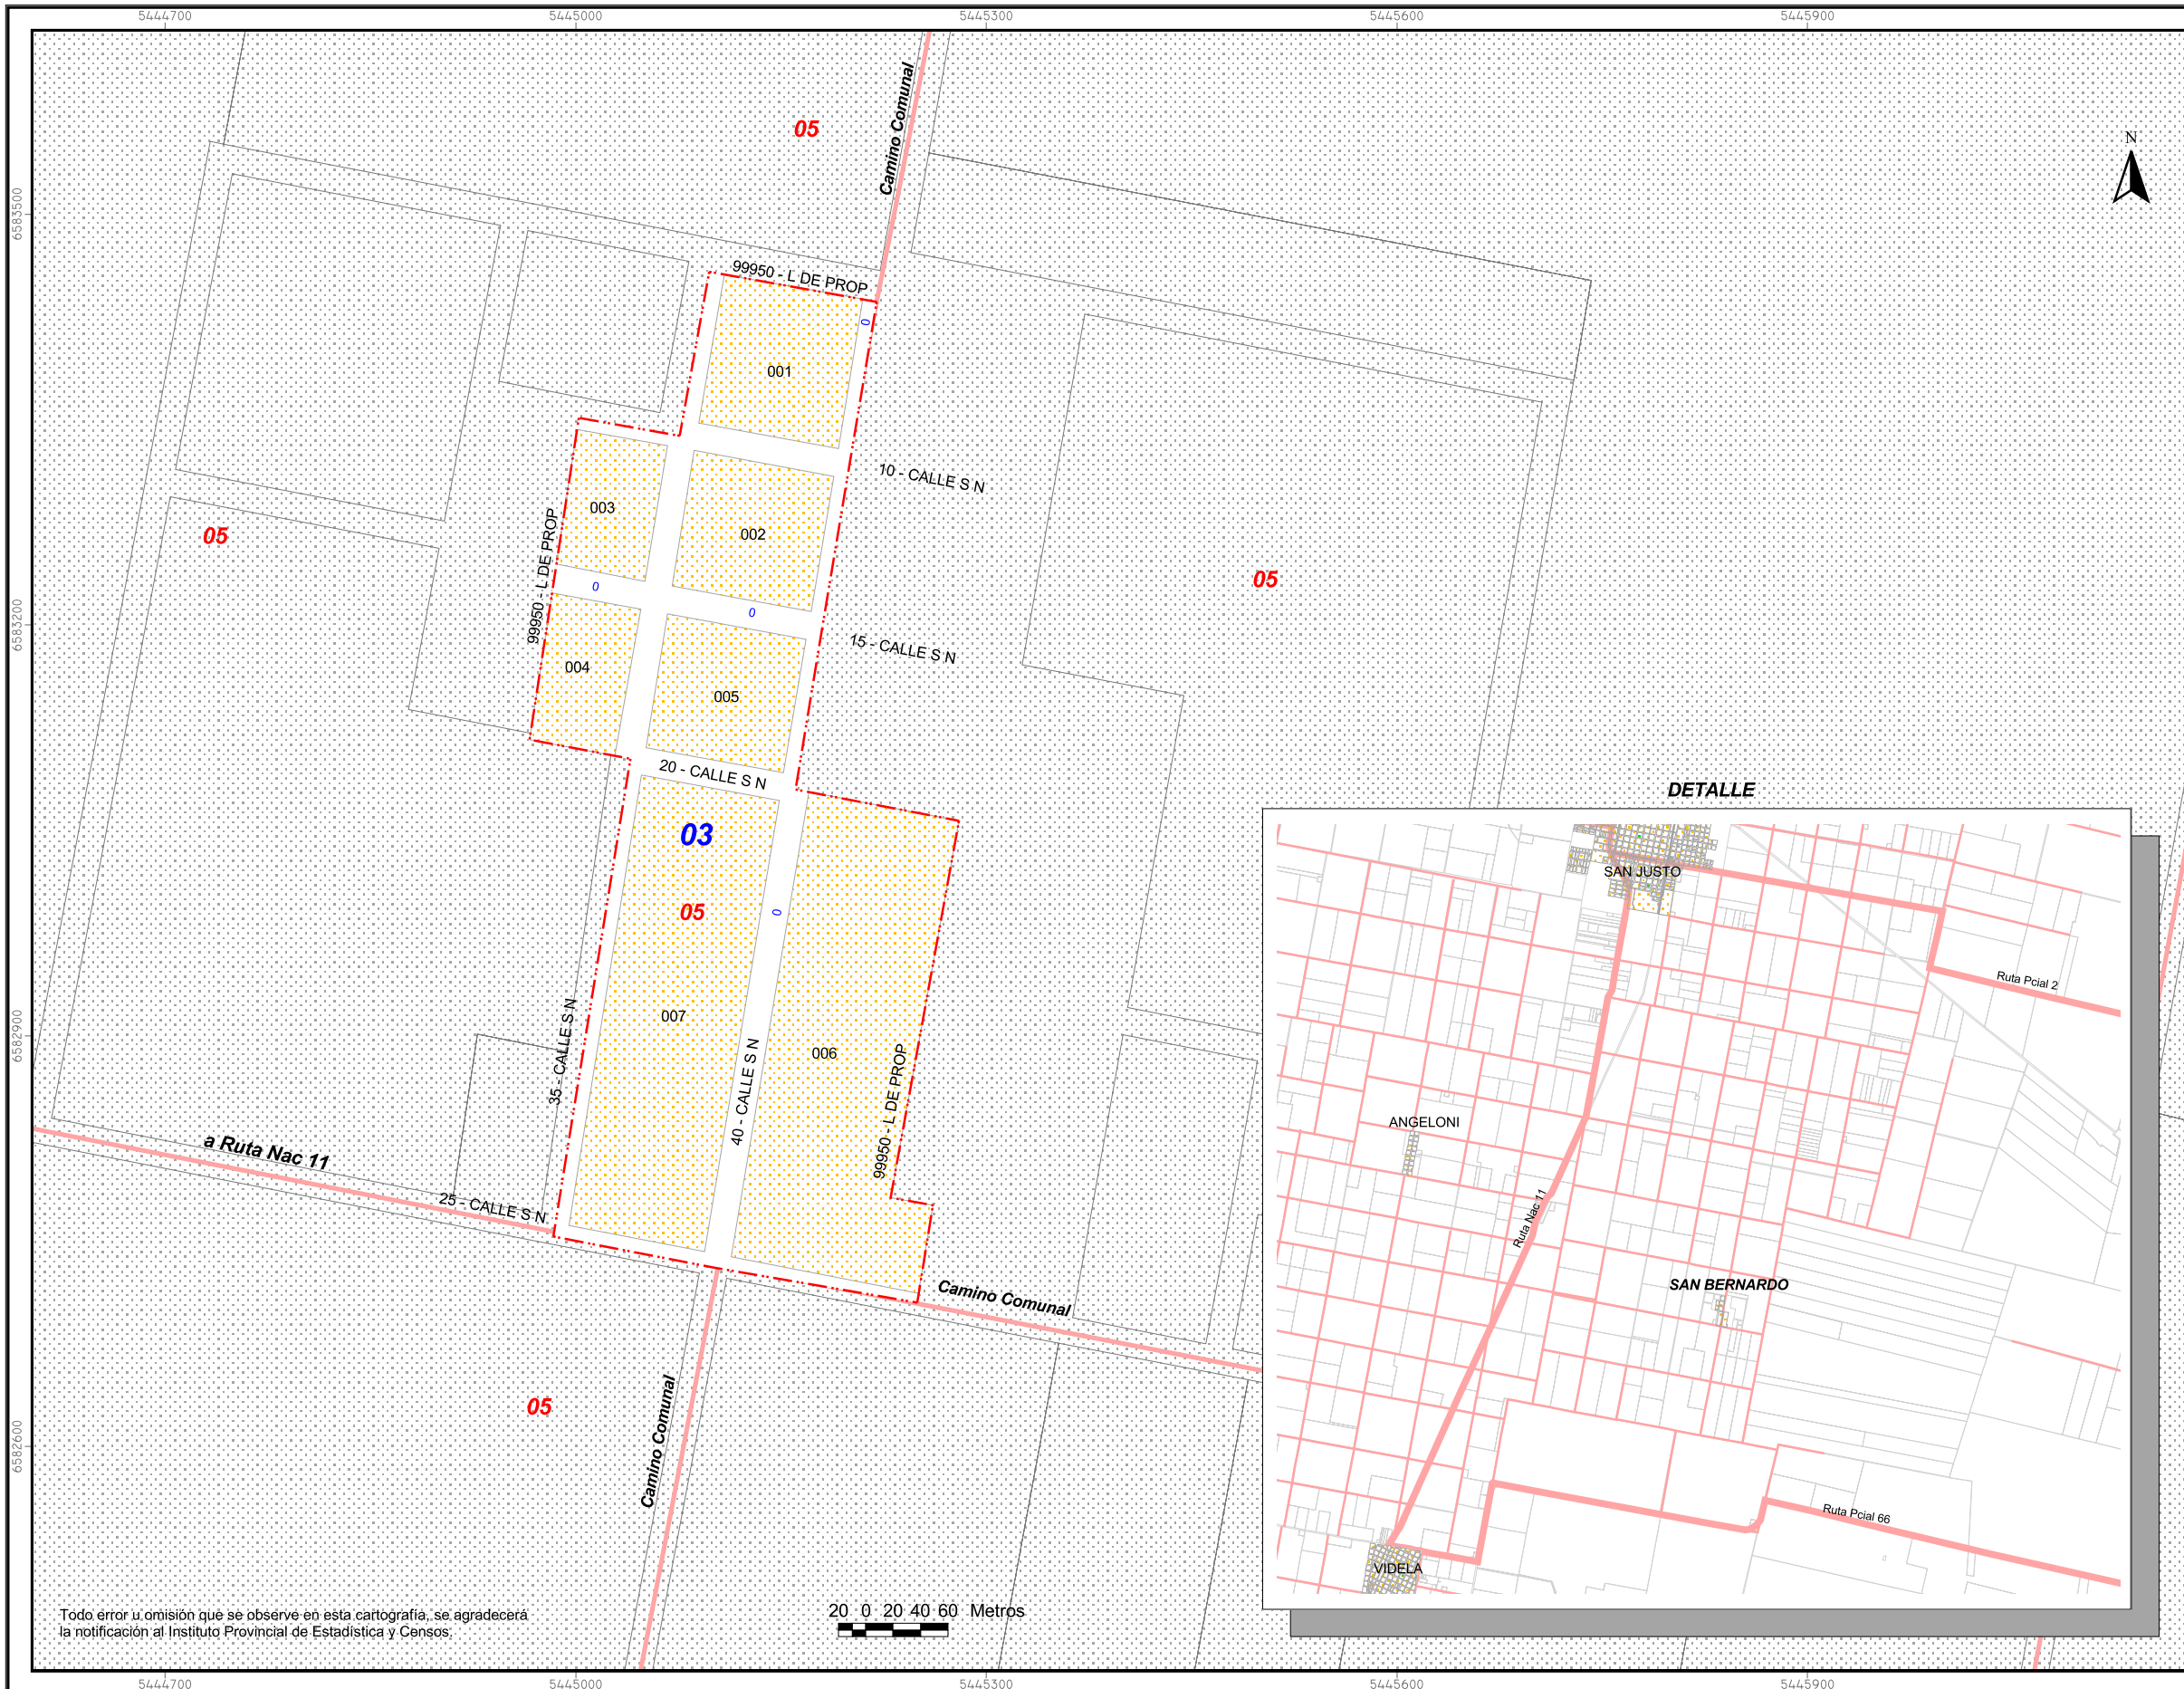 5444700
5445000
5445300
5445600
5445900
6583500
6583200
6582900
6582600
N
05
Camino Comunal
99950 - L DE PROP
0
001
10 - CALLE S N
003
002
05
99950 - L DE PROP
0
0
05
15 - CALLE S N
004
005
20 - CALLE S N
03
05
0
35 - CALLE S N
007
006
40 - CALLE S N
99950 - L DE PROP
a Ruta Nac 11
25 - CALLE S N
Camino Comunal
05
Camino Comunal
DETALLE
SAN JUSTO
Ruta Pcial 2
ANGELONI
Ruta Nac 11
SAN BERNARDO
Ruta Pcial 66
VIDELA
Todo error u omisión que se observe en esta cartografía, se agradecerá
la notificación al Instituto Provincial de Estadística y Censos.
20 0 20 40 60 Metros
5444700
5445000
5445300
5445600
5445900